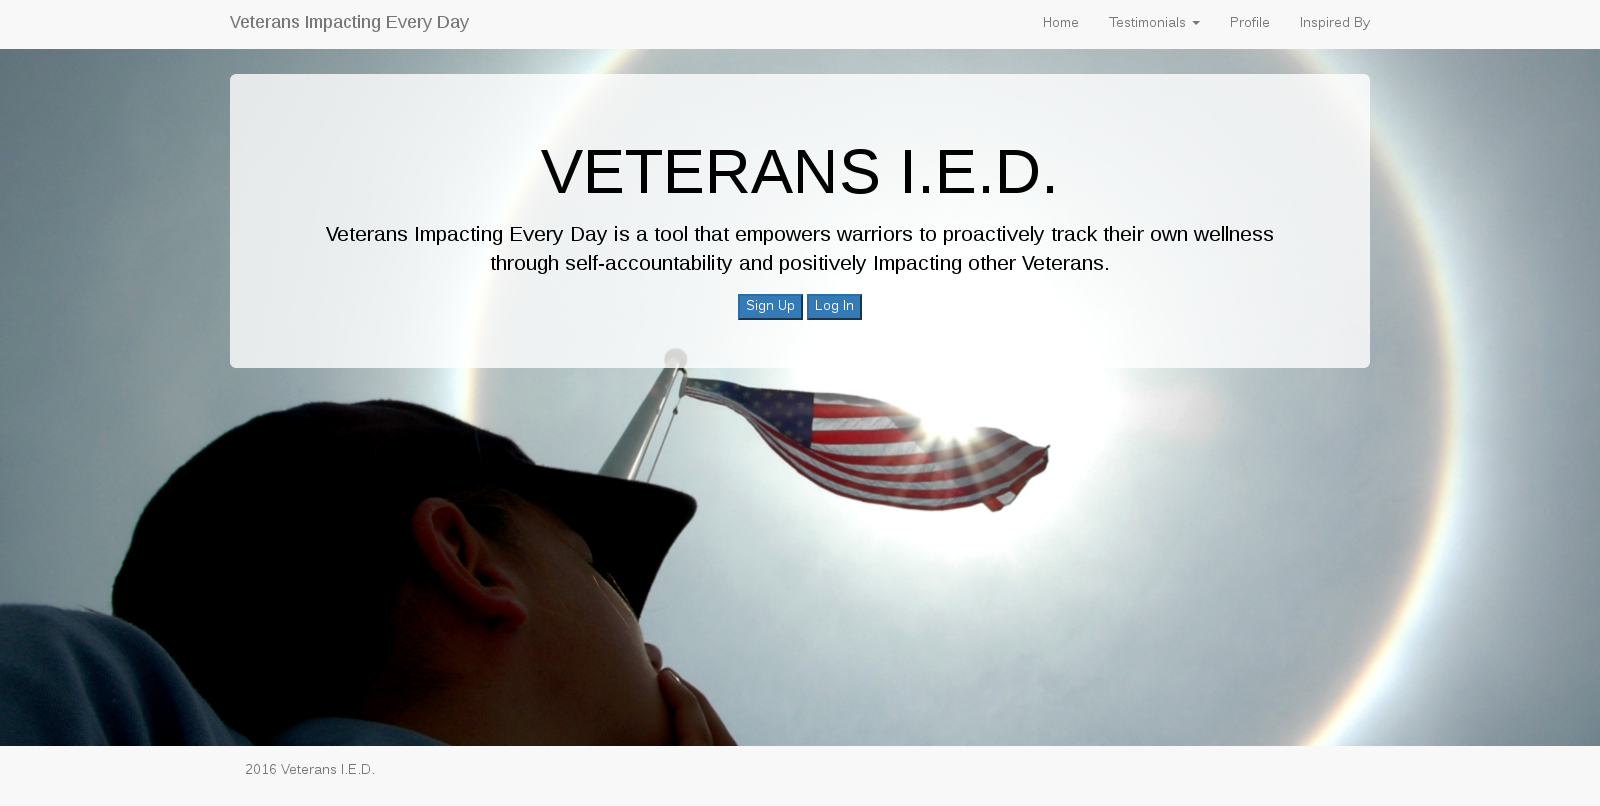 Veterans Impacting Every Day
Home
Testimonials
Profile
Inspired By
VETERANS I.E.D.
Veterans Impacting Every Day is a tool that empowers warriors to proactively track their own wellness
through self-accountability and positively Impacting other Veterans.
Sign Up
Log In
2016 Veterans I.E.D.